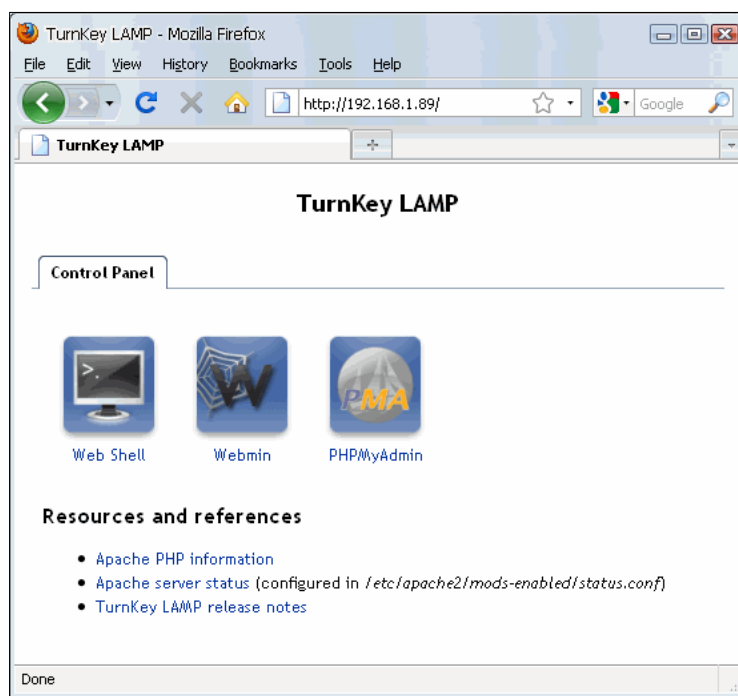 TurnKey LAMP - Mozilla Firefox
File Edit View History Bookmarks Tools Help
http://192.168.1.89/
Google
TurnKey LAMP
TurnKey LAMP
Control Panel
>.
W
PMA
Web Shell Webmin PHPMyAdmin
Resources and references
• Apache PHP information
• Apache server status (configured in /etc/apache2/mods-enabled/status.conf)
• TurnKey LAMP release notes
Done